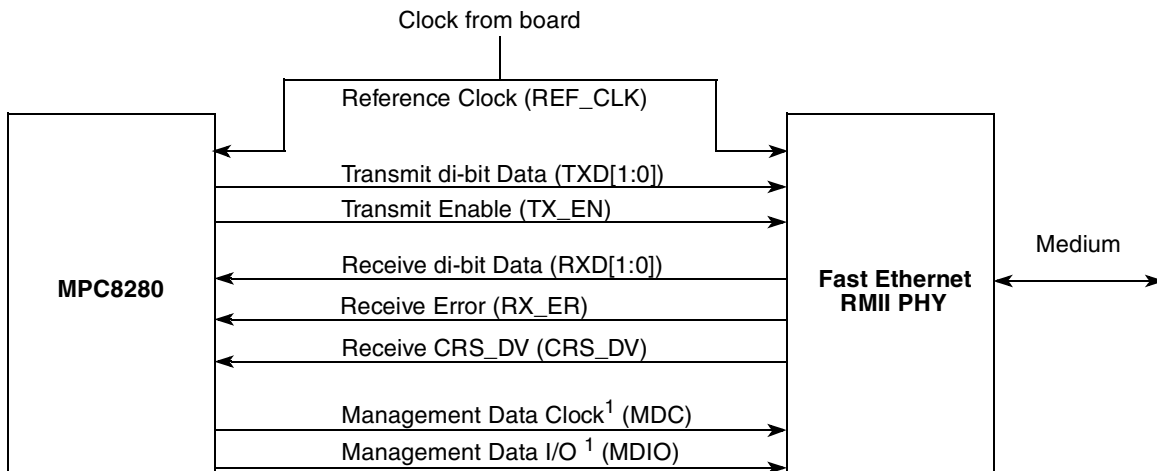 Clock from board
Reference Clock (REF_CLK)
Transmit di-bit Data (TXD[1:0])
Transmit Enable (TX_EN)
Receive di-bit Data (RXD[1:0])
Receive Error (RX_ER)
Receive CRS_DV (CRS_DV)
Management Data Clock¹ (MDC)
Management Data I/O ¹ (MDIO)
MPC8280
Fast Ethernet
RMII PHY
Medium